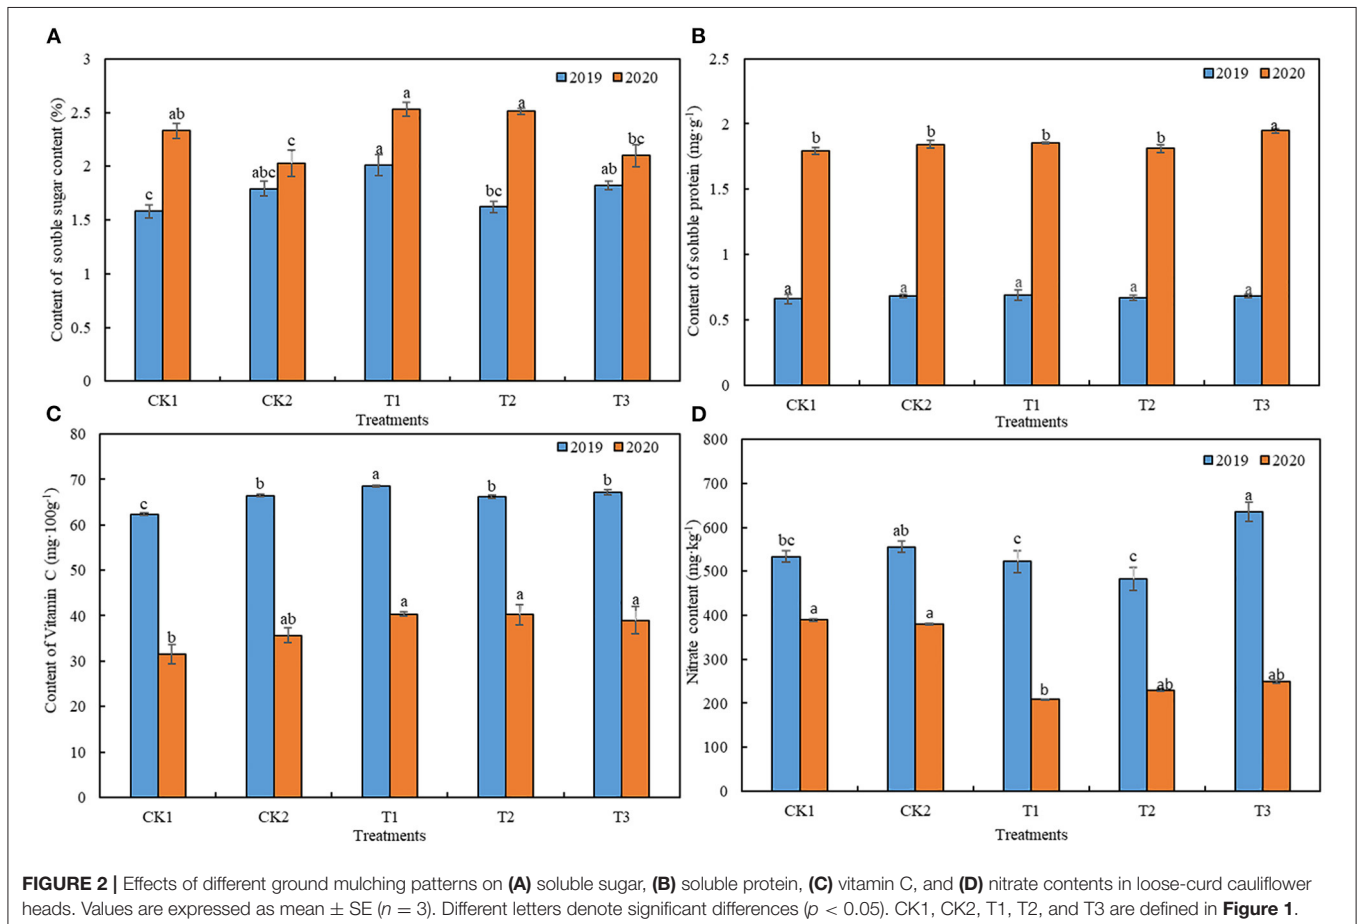 A
3
2.5
2
1.5
1
0.5
0
Content of souble sugar content (%)
2019 2020
c ab abc c a a bc a ab bc
CK1 CK2 T1 T2 T3
Treatments
B
2.5
2
1.5
1
0.5
0
Content of soluble protein (mg·g-1)
2019 2020
a b a b a b a b a a
CK1 CK2 T1 T2 T3
C
80
70
60
50
40
30
20
10
0
Content of Vitamin C (mg·100g-1)
2019 2020
c b b ab a a b a b a
CK1 CK2 T1 T2 T3
Treatments
D
800
700
600
500
400
300
200
100
0
Nitrate content (mg·kg-1)
2019 2020
bc a ab a c b c ab a ab
CK1 CK2 T1 T2 T3
Treatments
FIGURE 2 | Effects of different ground mulching patterns on (A) soluble sugar, (B) soluble protein, (C) vitamin C, and (D) nitrate contents in loose-curd cauliflower
heads. Values are expressed as mean ± SE (n = 3). Different letters denote significant differences (p < 0.05). CK1, CK2, T1, T2, and T3 are defined in Figure 1.